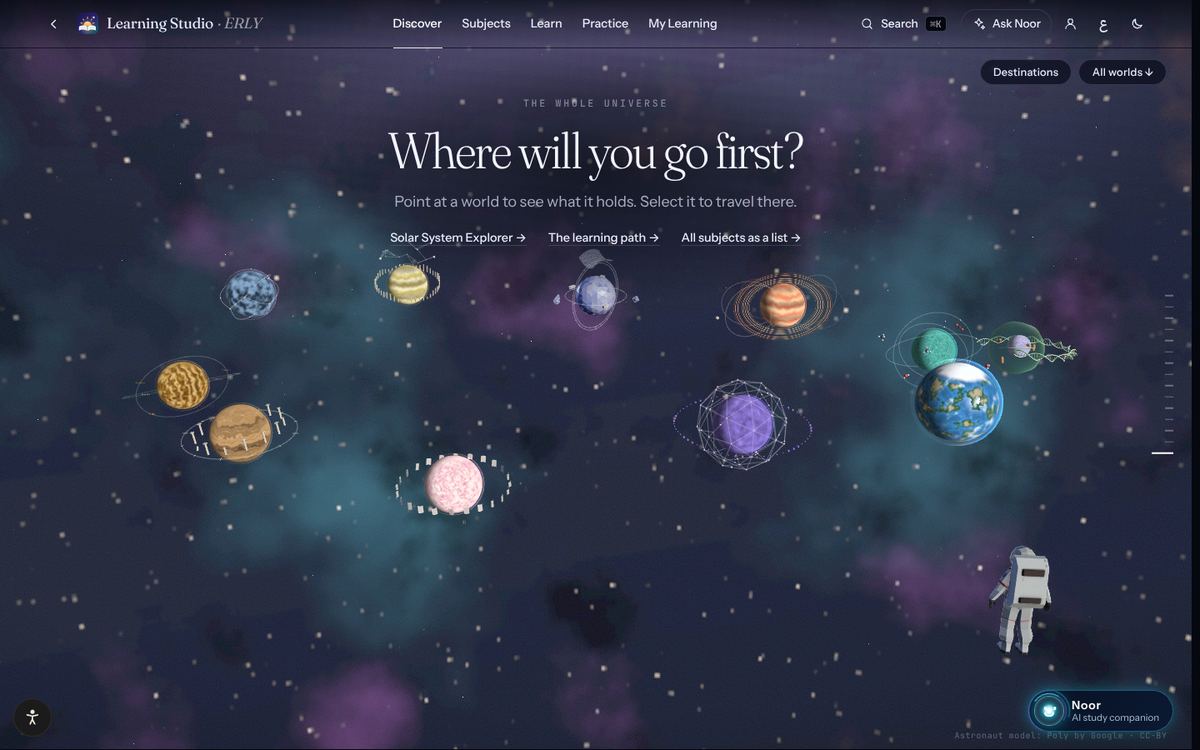 Learning Studio · ERLY
Discover Subjects Learn Practice My Learning
Search ⌘K Ask Noor ع
Destinations All worlds ↓
THE WHOLE UNIVERSE
Where will you go first?
Point at a world to see what it holds. Select it to travel there.
Solar System Explorer → The learning path → All subjects as a list →
Noor
AI study companion
Astronaut model: Poly by Google · CC-BY